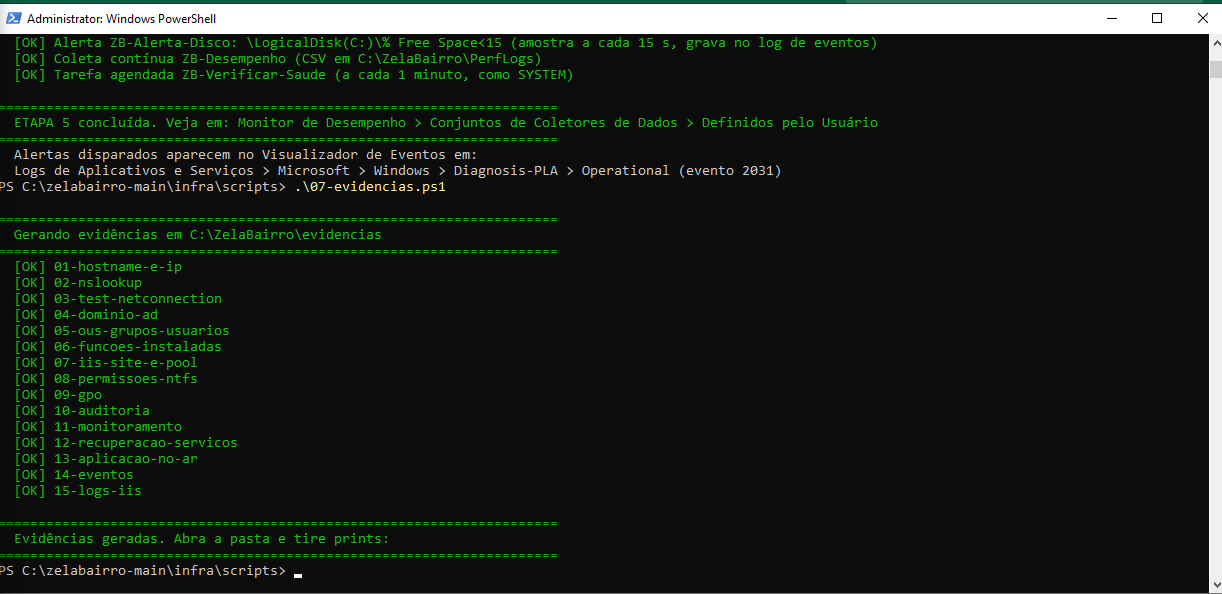 Administrator: Windows PowerShell
[OK] Alerta ZB-Alerta-Disco: \LogicalDisk(C:)\% Free Space<15 (amostra a cada 15 s, grava no log de eventos)
[OK] Coleta contínua ZB-Desempenho (CSV em C:\ZelaBairro\PerfLogs)
[OK] Tarefa agendada ZB-Verificar-Saude (a cada 1 minuto, como SYSTEM)
======================================================================
ETAPA 5 concluída. Veja em: Monitor de Desempenho > Conjuntos de Coletores de Dados > Definidos pelo Usuário
======================================================================
Alertas disparados aparecem no Visualizador de Eventos em:
Logs de Aplicativos e Serviços > Microsoft > Windows > Diagnosis-PLA > Operational (evento 2031)
PS C:\zelabairro-main\infra\scripts> .\07-evidencias.ps1
======================================================================
Gerando evidências em C:\ZelaBairro\evidencias
======================================================================
[OK] 01-hostname-e-ip
[OK] 02-nslookup
[OK] 03-test-netconnection
[OK] 04-dominio-ad
[OK] 05-ous-grupos-usuarios
[OK] 06-funcoes-instaladas
[OK] 07-iis-site-e-pool
[OK] 08-permissoes-ntfs
[OK] 09-gpo
[OK] 10-auditoria
[OK] 11-monitoramento
[OK] 12-recuperacao-servicos
[OK] 13-aplicacao-no-ar
[OK] 14-eventos
[OK] 15-logs-iis
======================================================================
Evidências geradas. Abra a pasta e tire prints:
======================================================================
PS C:\zelabairro-main\infra\scripts>